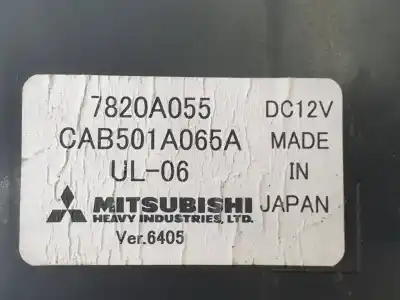 7820A055 DC12V
CAB501A065A MADE
UL-06 IN
MITSUBISHI JAPAN
HEAVY INDUSTRIES, LTD.
Ver.6405